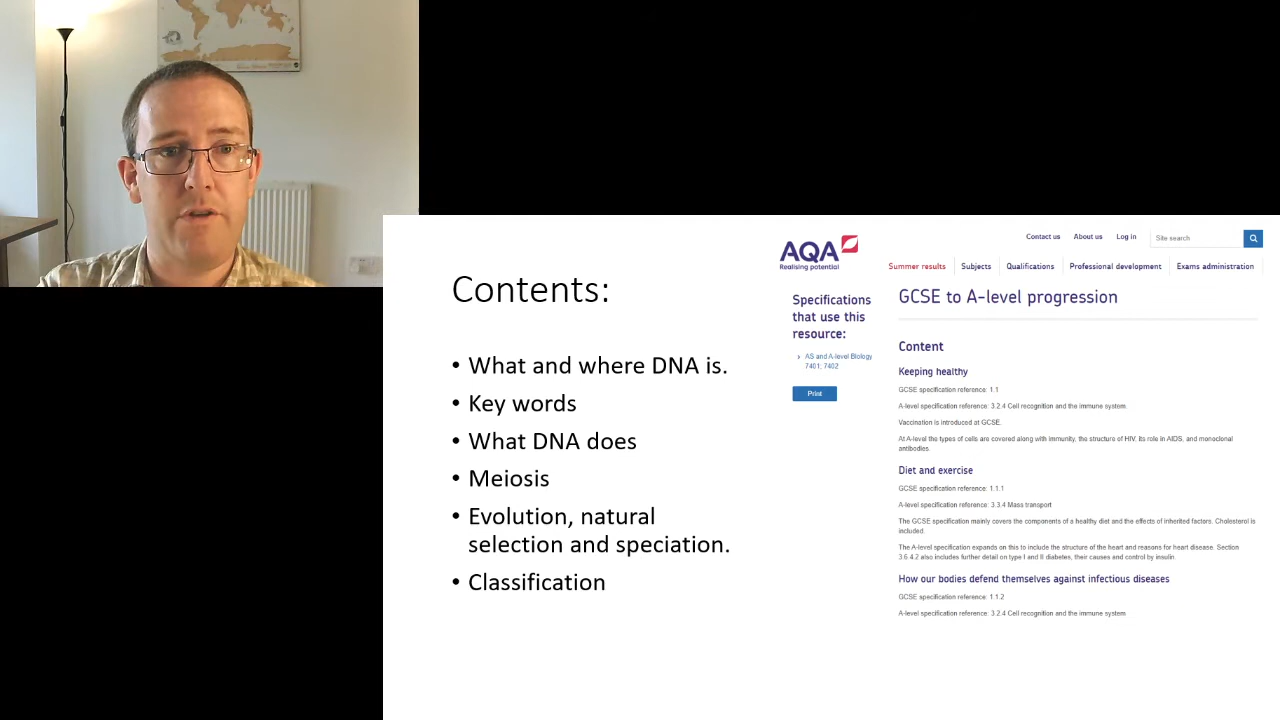 Contents:
• What and where DNA is.
• Key words
• What DNA does
• Meiosis
• Evolution, natural
selection and speciation.
• Classification
AQA
Realising potential
Contact us
About us
Log in
Site search
Summer results
Subjects
Qualifications
Professional development
Exams administration
Specifications
that use this
resource:
AS and A-level Biology
7401; 7402
Print
GCSE to A-level progression
Content
Keeping healthy
GCSE specification reference: 1.1
A-level specification reference: 3.2.4 Cell recognition and the immune system.
Vaccination is introduced at GCSE.
At A-level the types of cells are covered along with immunity, the structure of HIV, its role in AIDS, and monoclonal
antibodies.
Diet and exercise
GCSE specification reference: 1.1.1
A-level specification reference: 3.3.4 Mass transport
The GCSE specification mainly covers the components of a healthy diet and the effects of inherited factors. Cholesterol is
included.
The A-level specification expands on this to include the structure of the heart and reasons for heart disease. Section
3.6.4.2 also includes further detail on type I and II diabetes, their causes and control by insulin.
How our bodies defend themselves against infectious diseases
GCSE specification reference: 1.1.2
A-level specification reference: 3.2.4 Cell recognition and the immune system